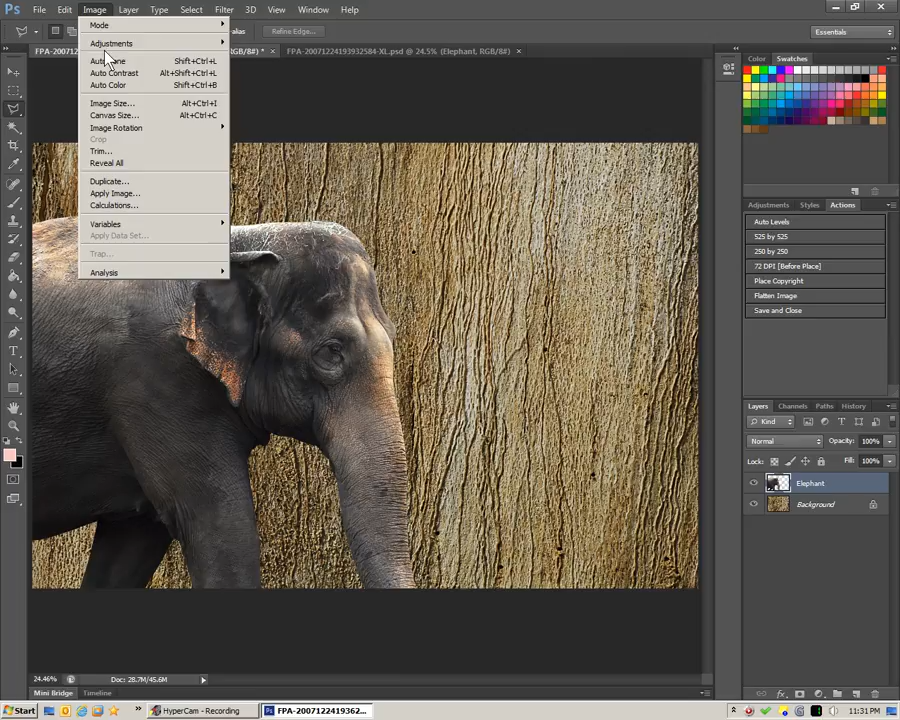 Ps File Edit Image Layer Type Select Filter 3D View Window Help
Refine Edge... Essentials
FPA-20071 RGB/8#) * × FPA-20071224193932584-XL.psd @ 24.5% (Elephant, RGB/8#) ×
Mode
Adjustments
Shift+Ctrl+L
Auto Contrast Alt+Shift+Ctrl+L
Auto Color Shift+Ctrl+B
Image Size... Alt+Ctrl+I
Canvas Size... Alt+Ctrl+C
Image Rotation
Crop
Trim...
Reveal All
Duplicate...
Apply Image...
Calculations...
Variables
Apply Data Set...
Trap...
Analysis
Color Swatches
Adjustments Styles Actions
Auto Levels
525 by 525
250 by 250
72 DPI [Before Place]
Place Copyright
Flatten Image
Save and Close
Layers Channels Paths History
Kind
Normal Opacity: 100%
Lock: Fill: 100%
Elephant
Background
24.46% Doc: 28.7M/45.6M
Mini Bridge Timeline
Start HyperCam - Recording FPA-2007122419362... 11:31 PM